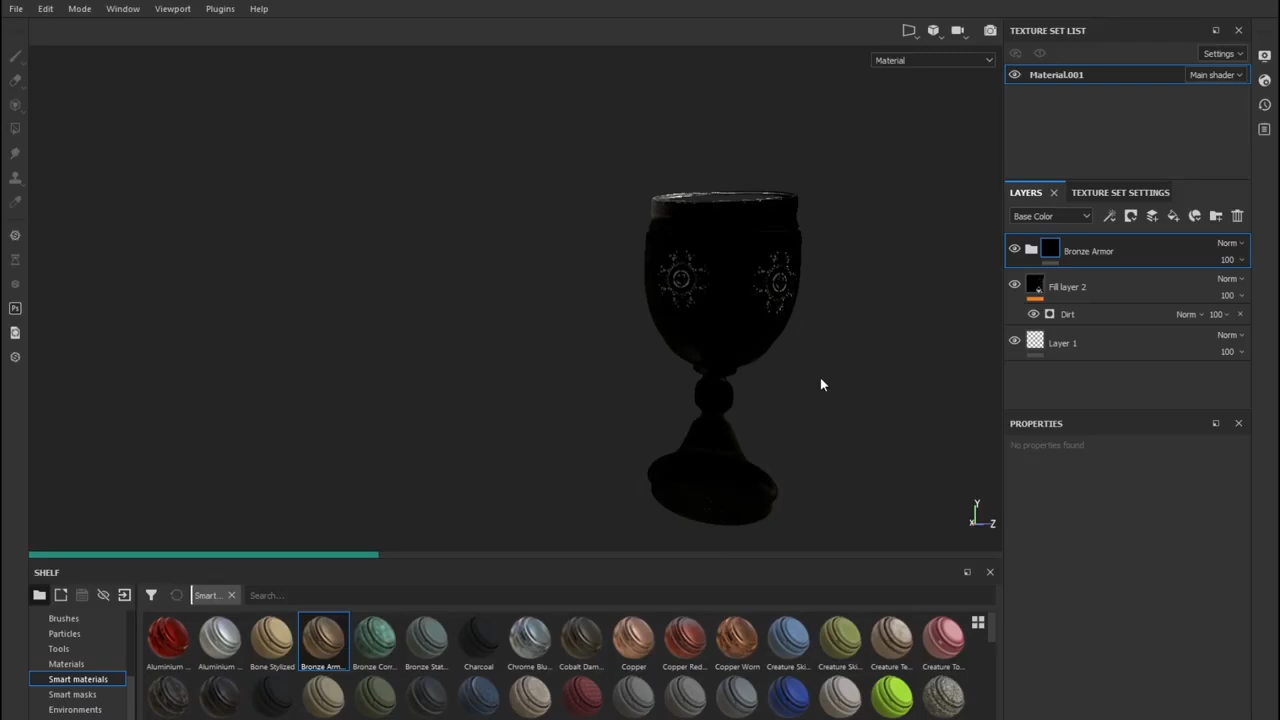 File Edit Mode Window Viewport Plugins Help
TEXTURE SET LIST
Material
Settings
Material.001 Main shader
LAYERS TEXTURE SET SETTINGS
Base Color
Norm
Bronze Armor
100
Norm
Fill layer 2
100
Dirt Norm 100
Norm
Layer 1
100
PROPERTIES
No properties found
Y
X Z
SHELF
Ps
Smart... Search...
Brushes
Particles
Tools
Materials
Smart materials
Smart masks
Environments
Aluminium ... Aluminium ... Bone Stylized Bronze Arm... Bronze Corr... Bronze Stat... Charcoal Chrome Blu... Cobalt Dam... Copper Copper Red... Copper Worn Creature Ski... Creature Ski... Creature Te... Creature To...